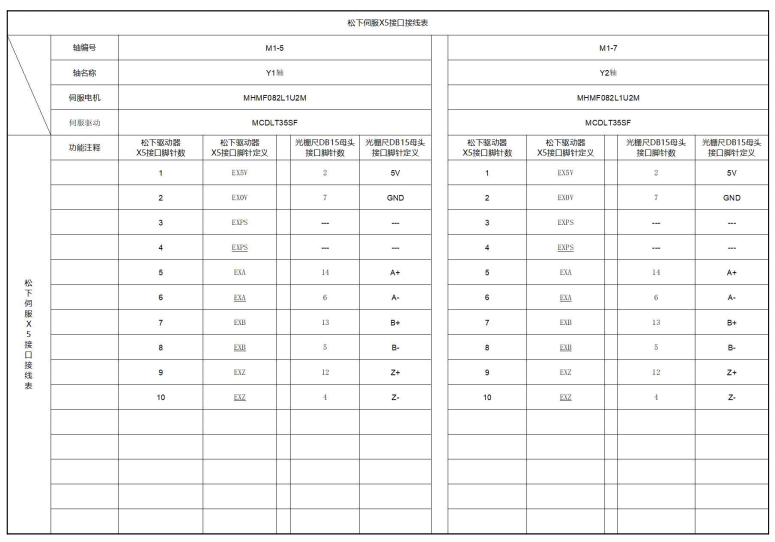 松下伺服X5接口接线表
轴编号 M1-5 M1-7
轴名称 Y1轴 Y2轴
伺服电机 MHMF082L1U2M MHMF082L1U2M
伺服驱动 MCDLT35SF MCDLT35SF
功能注释 松下驱动器 松下驱动器 光栅尺DB15母头 光栅尺DB15母头 松下驱动器 松下驱动器 光栅尺DB15母头 光栅尺DB15母头
X5接口脚针数 X5接口脚针定义 接口脚针数 接口脚针定义 X5接口脚针数 X5接口脚针定义 接口脚针数 接口脚针定义
1 EX5V 2 5V 1 EX5V 2 5V
2 EX0V 7 GND 2 EX0V 7 GND
3 EXPS --- --- 3 EXPS --- ---
4 EXPS --- --- 4 EXPS --- ---
5 EXA 14 A+ 5 EXA 14 A+
6 EXA 6 A- 6 EXA 6 A-
7 EXB 13 B+ 7 EXB 13 B+
8 EXB 5 B- 8 EXB 5 B-
9 EXZ 12 Z+ 9 EXZ 12 Z+
10 EXZ 4 Z- 10 EXZ 4 Z-
松下伺服X5接口接线表